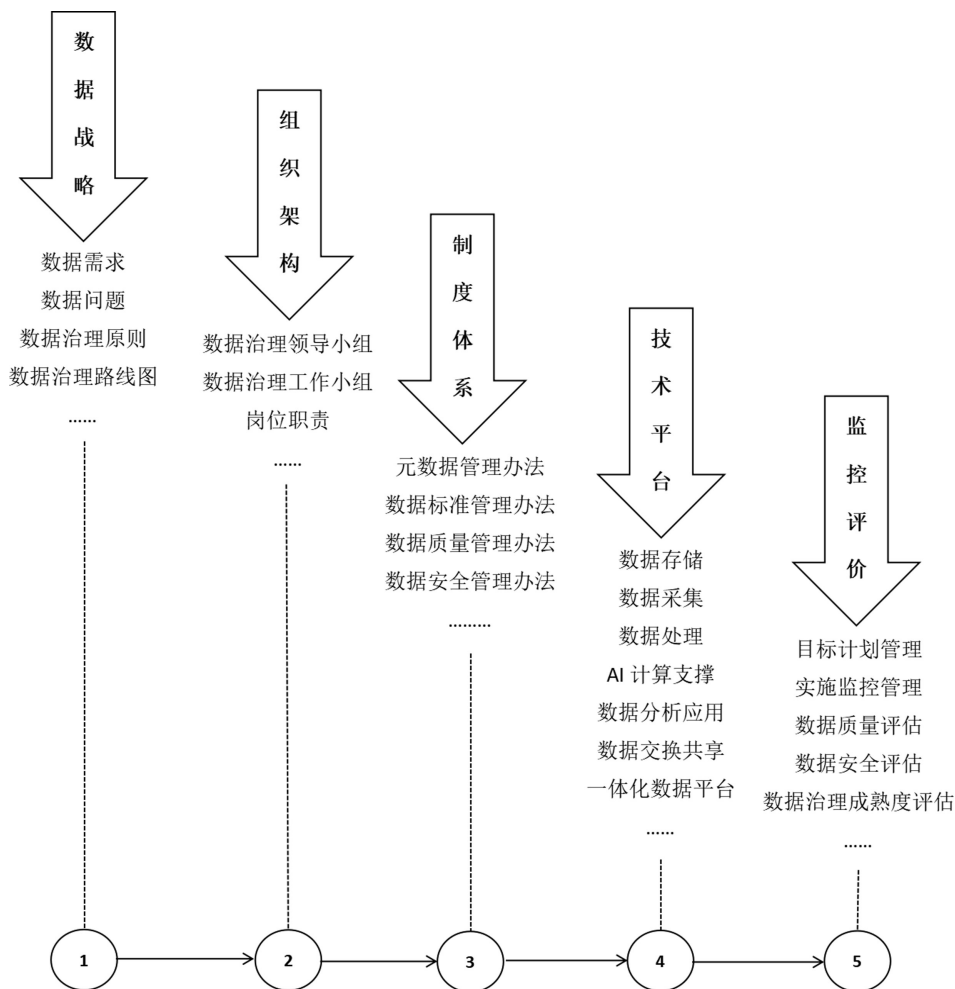 数据战略
数据需求
数据问题
数据治理原则
数据治理路线图
......
组织架构
数据治理领导小组
数据治理工作小组
岗位职责
......
制度体系
元数据管理办法
数据标准管理办法
数据质量管理办法
数据安全管理办法
.........
技术平台
数据存储
数据采集
数据处理
AI 计算支撑
数据分析应用
数据交换共享
一体化数据平台
......
监控评价
目标计划管理
实施监控管理
数据质量评估
数据安全评估
数据治理成熟度评估
......
1
2
3
4
5